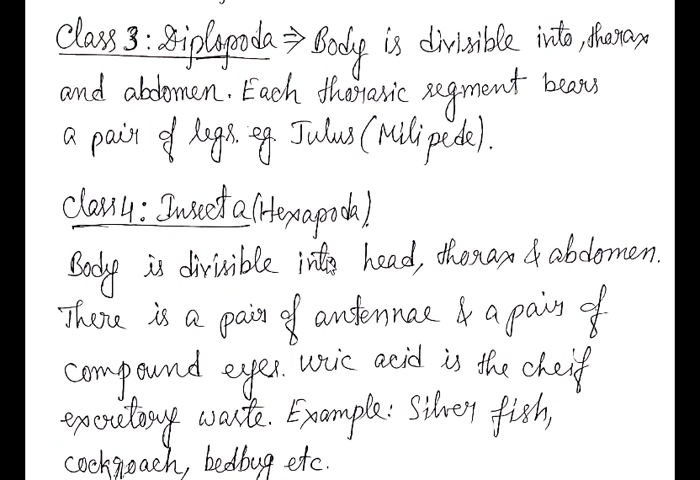 Class 3 : Diplopoda ⇒ Body is divisible into, thorax
and abdomen. Each thorasic segment bears
a pair of legs. eg Julus (Milipede).
Class 4 : Insecta (Hexapoda).
Body is divisible into head, thorax & abdomen.
There is a pair of antennae & a pair of
compound eyes. Uric acid is the cheif
excretory waste. Example: Silver fish,
cockroach, bedbug etc.